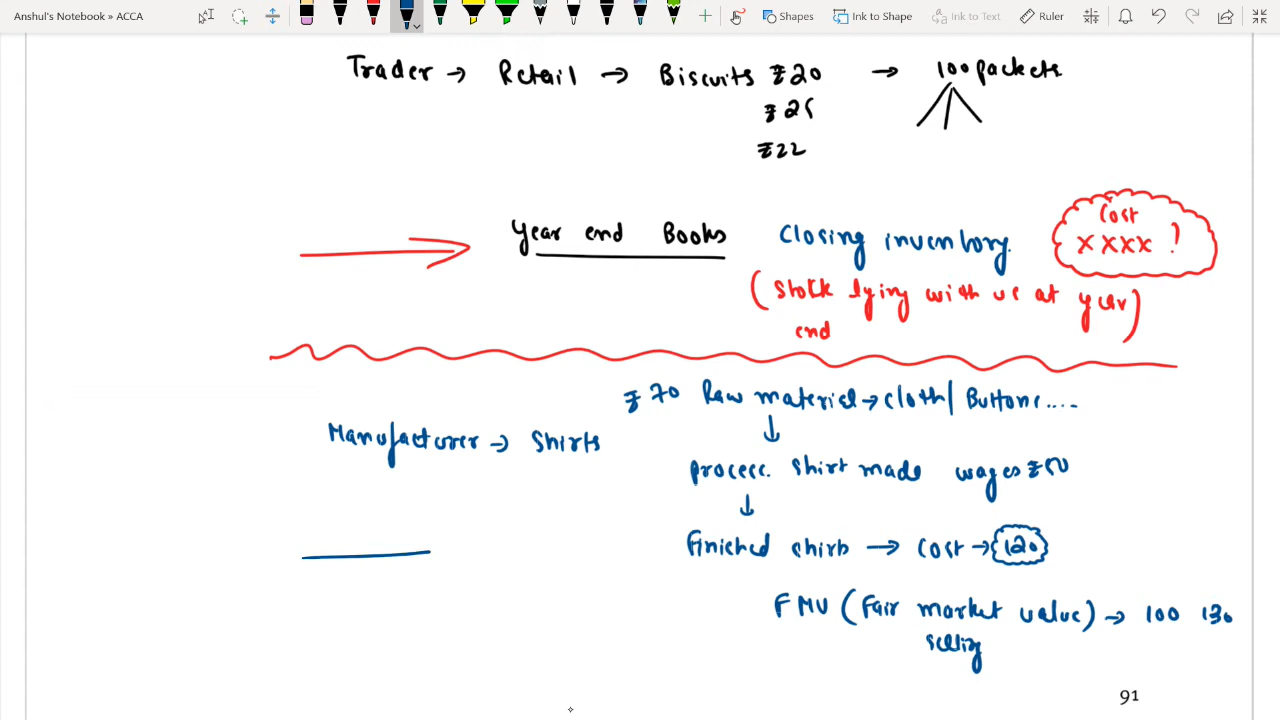 Anshul's Notebook » ACCA
Shapes Ink to Shape Ink to Text Ruler
Trader → Retail → Biscuits ₹20 → 100 packets
₹25
₹22
Year end Books Closing inventory.
Cost
XXXX ?
(Stock lying with us at year
end)
₹70 Raw material → cloth/ Buttons....
Manufacturer → Shirts
process. Shirt made wages ₹50
Finished shirts → Cost → 120
FMV (Fair market value) → 100 130
selling
91